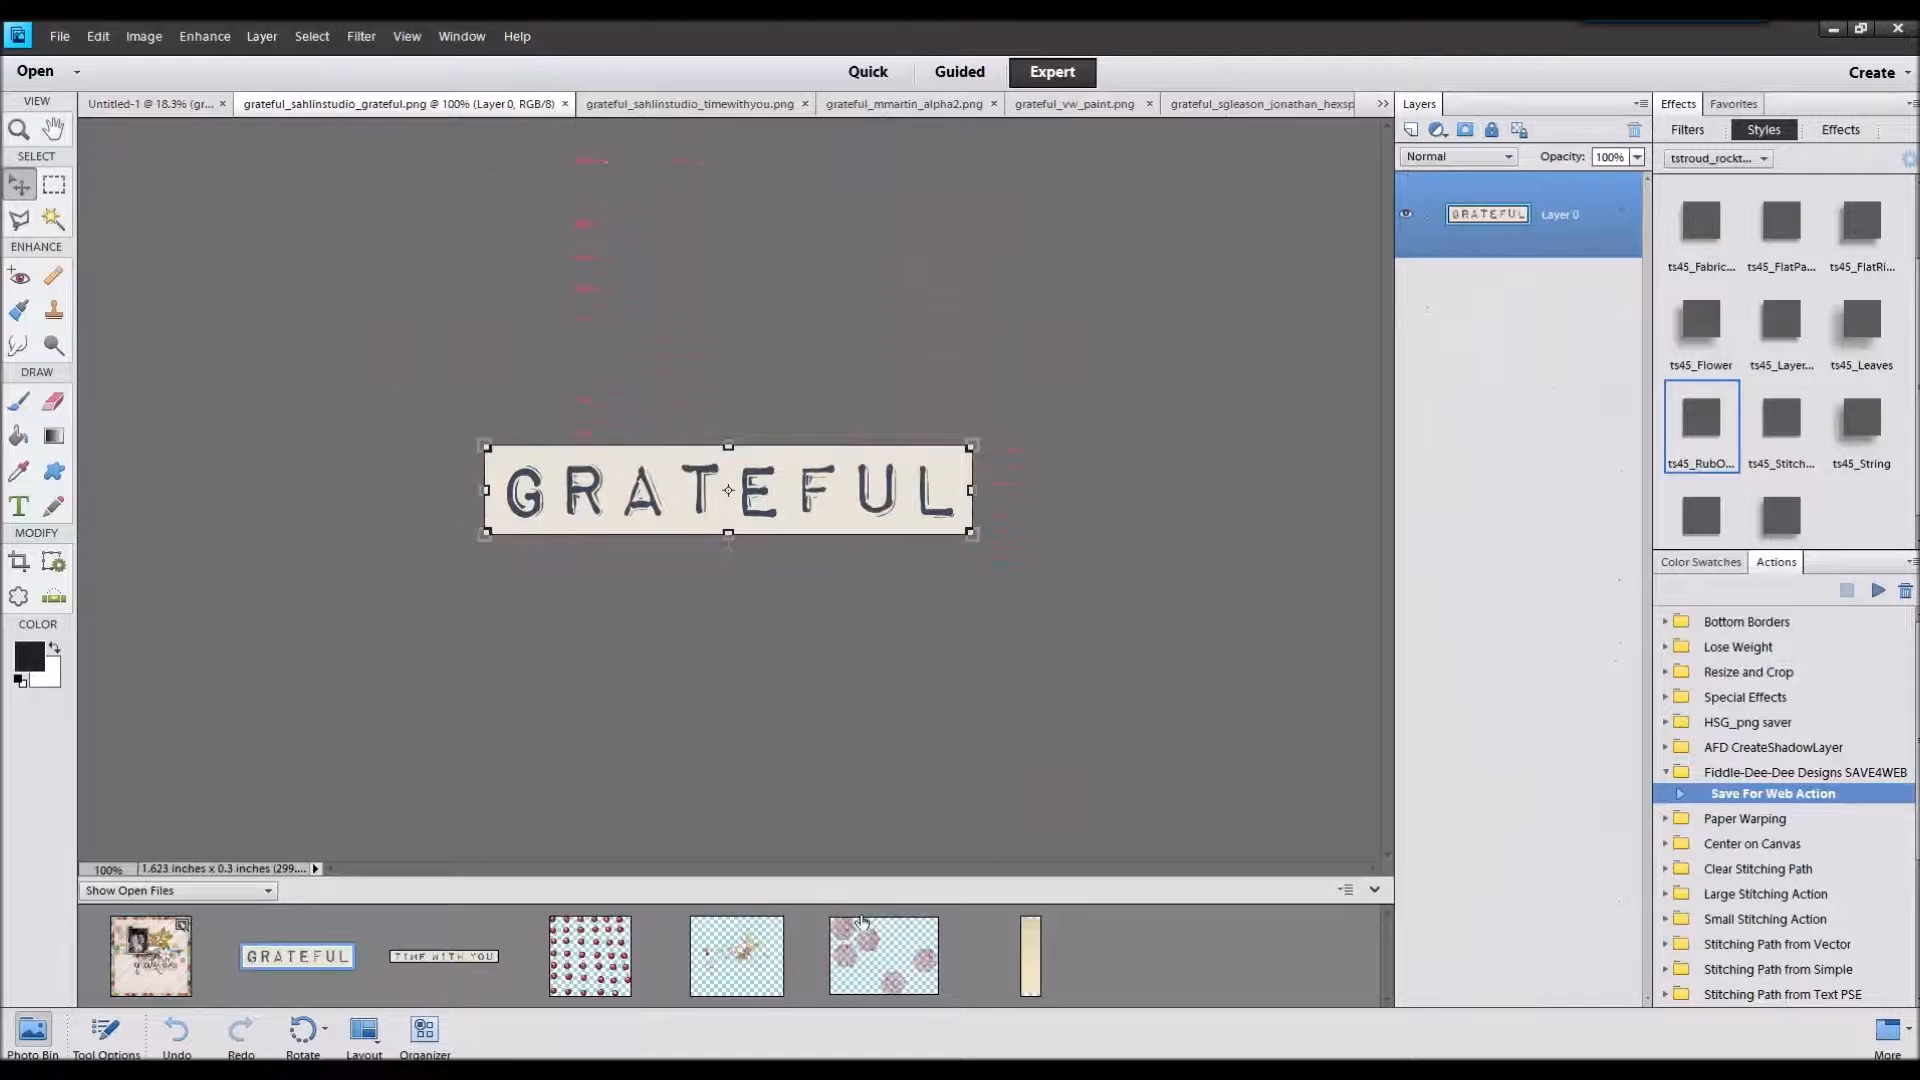 File Edit Image Enhance Layer Select Filter View Window Help
Open Quick Guided Expert Create
VIEW
SELECT
ENHANCE
DRAW
MODIFY
COLOR
Untitled-1 @ 18.3% (gr... × grateful_sahlinstudio_grateful.png @ 100% (Layer 0, RGB/8) × grateful_sahlinstudio_timewithyou.png × grateful_mmartin_alpha2.png × grateful_vw_paint.png × grateful_sgleason_jonathan_hexsp
GRATEFUL
100% 1.623 inches x 0.3 inches (299....
Show Open Files
GRATEFUL TIME WITH YOU
Photo Bin Tool Options Undo Redo Rotate Layout Organizer More
Layers
Normal Opacity: 100%
GRATEFUL Layer 0
Effects Favorites
Filters Styles Effects
tstroud_rockt...
ts45_Fabric... ts45_FlatPa... ts45_FlatRi...
ts45_Flower ts45_Layer... ts45_Leaves
ts45_RubO... ts45_Stitch... ts45_String
Color Swatches Actions
Bottom Borders
Lose Weight
Resize and Crop
Special Effects
HSG_png saver
AFD CreateShadowLayer
Fiddle-Dee-Dee Designs SAVE4WEB
Save For Web Action
Paper Warping
Center on Canvas
Clear Stitching Path
Large Stitching Action
Small Stitching Action
Stitching Path from Vector
Stitching Path from Simple
Stitching Path from Text PSE